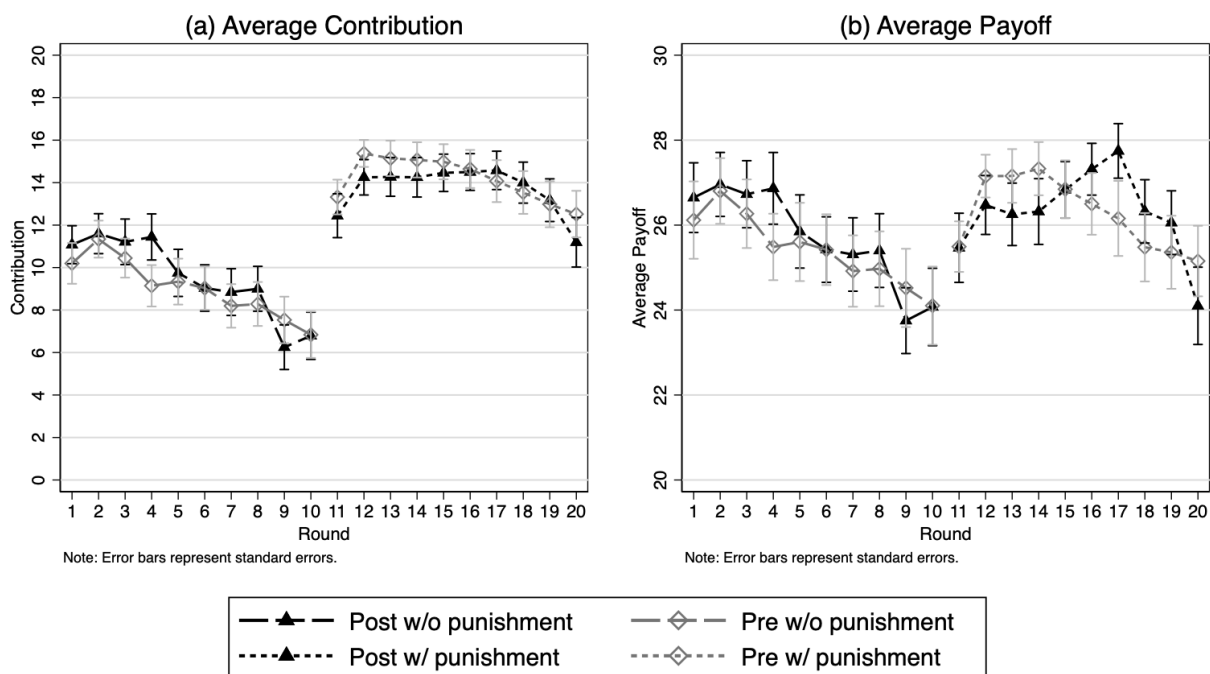 (a) Average Contribution
20
18
16
14
12
10
8
6
4
2
0
Contribution
1 2 3 4 5 6 7 8 9 10 11 12 13 14 15 16 17 18 19 20
Round
Note: Error bars represent standard errors.
(b) Average Payoff
30
28
26
24
22
20
Average Payoff
1 2 3 4 5 6 7 8 9 10 11 12 13 14 15 16 17 18 19 20
Round
Note: Error bars represent standard errors.
Post w/o punishment
Pre w/o punishment
Post w/ punishment
Pre w/ punishment